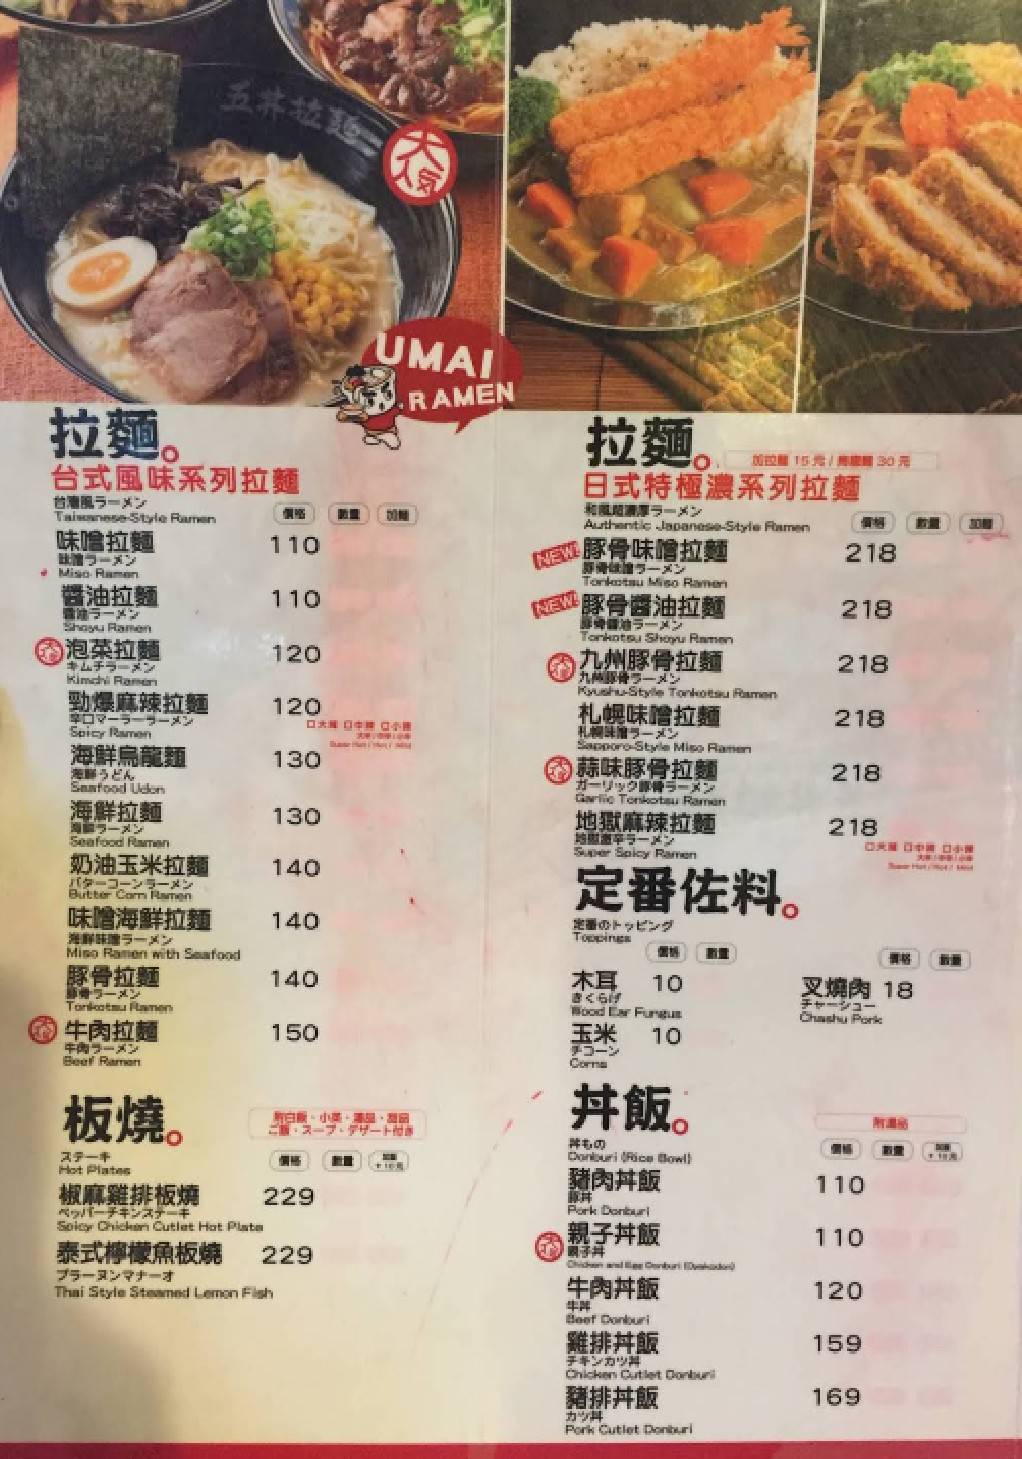 五丼拉麵
大人氣
UMAI
RAMEN
拉麵。
台式風味系列拉麵
台灣風ラーメン
Taiwanese-Style Ramen
價格 數量 加麵
味噌拉麵 110
味噌ラーメン
Miso Ramen
醬油拉麵 110
醬油ラーメン
Shoyu Ramen
泡菜拉麵 120
キムチラーメン
Kimchi Ramen
勁爆麻辣拉麵 120
辛口マーラーラーメン
Spicy Ramen
口大辣 口中辣 口小辣
大辛/中辛/小辛
Super Hot / Hot / Mild
海鮮烏龍麵 130
海鮮うどん
Seafood Udon
海鮮拉麵 130
海鮮ラーメン
Seafood Ramen
奶油玉米拉麵 140
バターコーンラーメン
Butter Corn Ramen
味噌海鮮拉麵 140
海鮮味噌ラーメン
Miso Ramen with Seafood
豚骨拉麵 140
豚骨ラーメン
Tonkotsu Ramen
牛肉拉麵 150
牛肉ラーメン
Beef Ramen
板燒。
附白飯・小菜・湯品・甜品
ご飯・スープ・デザート付き
ステーキ
Hot Plates
價格 數量 加麵
+10元
椒麻雞排板燒 229
ペッパーチキンステーキ
Spicy Chicken Cutlet Hot Plate
泰式檸檬魚板燒 229
プラーヌンマナーオ
Thai Style Steamed Lemon Fish
拉麵。
加拉麵 15元 / 烏龍麵 30元
日式特極濃系列拉麵
和風超濃厚ラーメン
Authentic Japanese-Style Ramen
價格 數量 加麵
NEW! 豚骨味噌拉麵 218
豚骨味噌ラーメン
Tonkotsu Miso Ramen
NEW! 豚骨醬油拉麵 218
豚骨醬油ラーメン
Tonkotsu Shoyu Ramen
九州豚骨拉麵 218
九州豚骨ラーメン
Kyushu-Style Tonkotsu Ramen
札幌味噌拉麵 218
札幌味噌ラーメン
Sapporo-Style Miso Ramen
蒜味豚骨拉麵 218
ガーリック豚骨ラーメン
Garlic Tonkotsu Ramen
地獄麻辣拉麵 218
地獄激辛ラーメン
Super Spicy Ramen
口大辣 口中辣 口小辣
大辛/中辛/小辛
Super Hot / Hot / Mild
定番佐料。
定番のトッピング
Toppings
價格 數量
價格 數量
木耳 10
きくらげ
Wood Ear Fungus
叉燒肉 18
チャーシュー
Chashu Pork
玉米 10
チコーン
Corns
丼飯。
附湯品
丼もの
Donburi (Rice Bowl)
價格 數量
+10元
豬肉丼飯 110
豚丼
Pork Donburi
親子丼飯 110
親子丼
Chicken and Egg Donburi (Oyakodon)
牛肉丼飯 120
牛丼
Beef Donburi
雞排丼飯 159
チキンカツ丼
Chicken Cutlet Donburi
豬排丼飯 169
カツ丼
Pork Cutlet Donburi